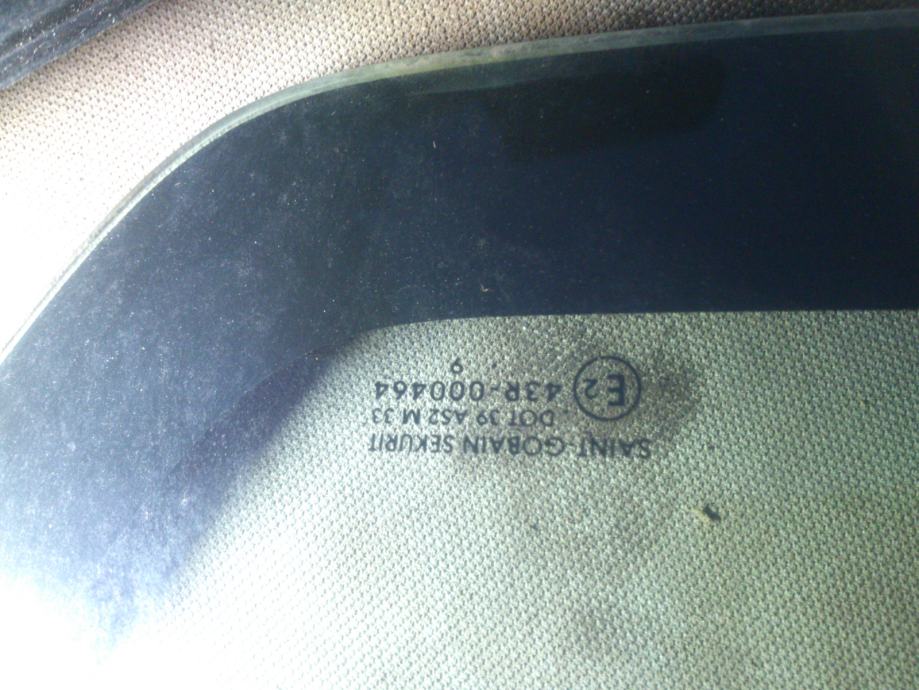 SAINT-GOBAIN SEKURIT
DOT 39 AS2 M 33
E2 43R-000464
9